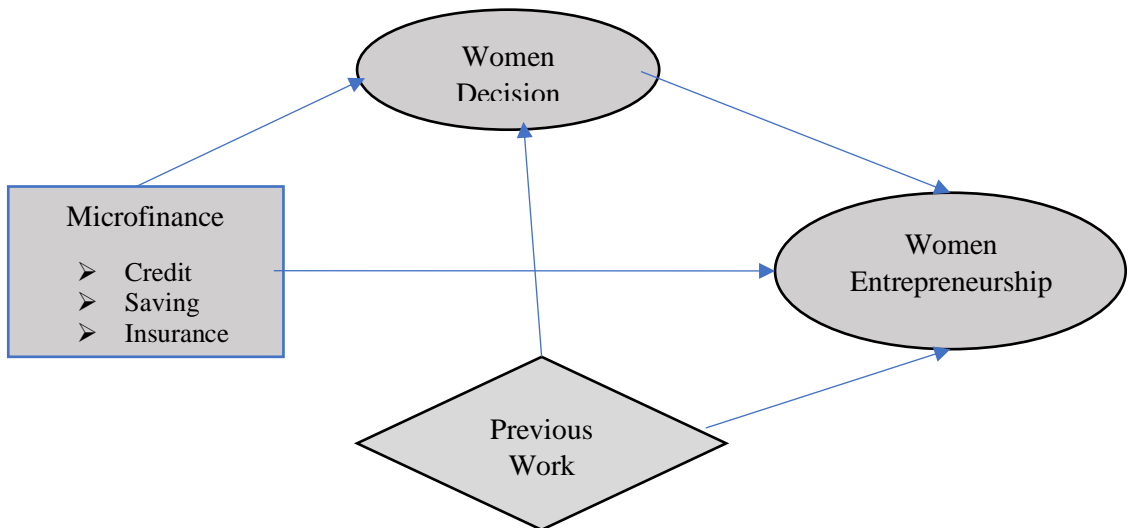 Women
Decision
Microfinance
➢ Credit
➢ Saving
➢ Insurance
Women
Entrepreneurship
Previous
Work